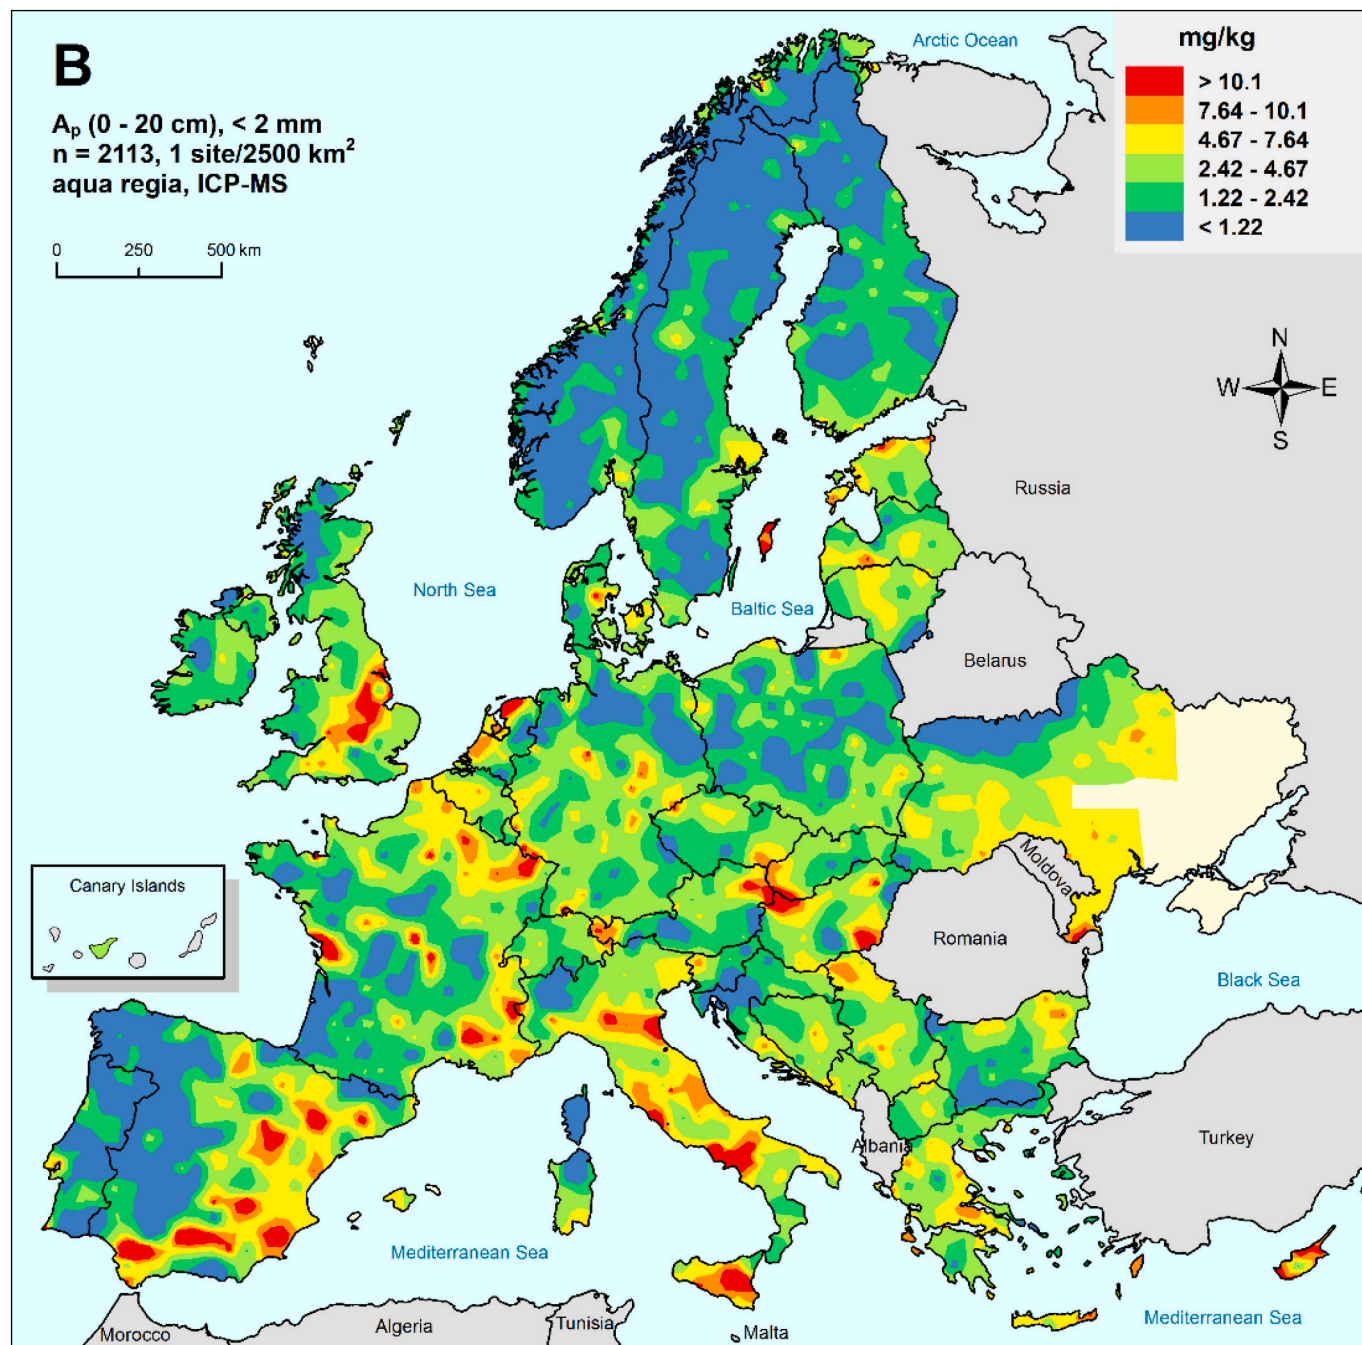 B
Aₚ (0 - 20 cm), < 2 mm
n = 2113, 1 site/2500 km²
aqua regia, ICP-MS
0 250 500 km
Arctic Ocean
mg/kg
> 10.1
7.64 - 10.1
4.67 - 7.64
2.42 - 4.67
1.22 - 2.42
< 1.22
N
W E
S
Russia
North Sea
Baltic Sea
Belarus
Moldova
Canary Islands
Romania
Black Sea
Albania
Turkey
Mediterranean Sea
Mediterranean Sea
Morocco
Algeria
Tunisia
Malta